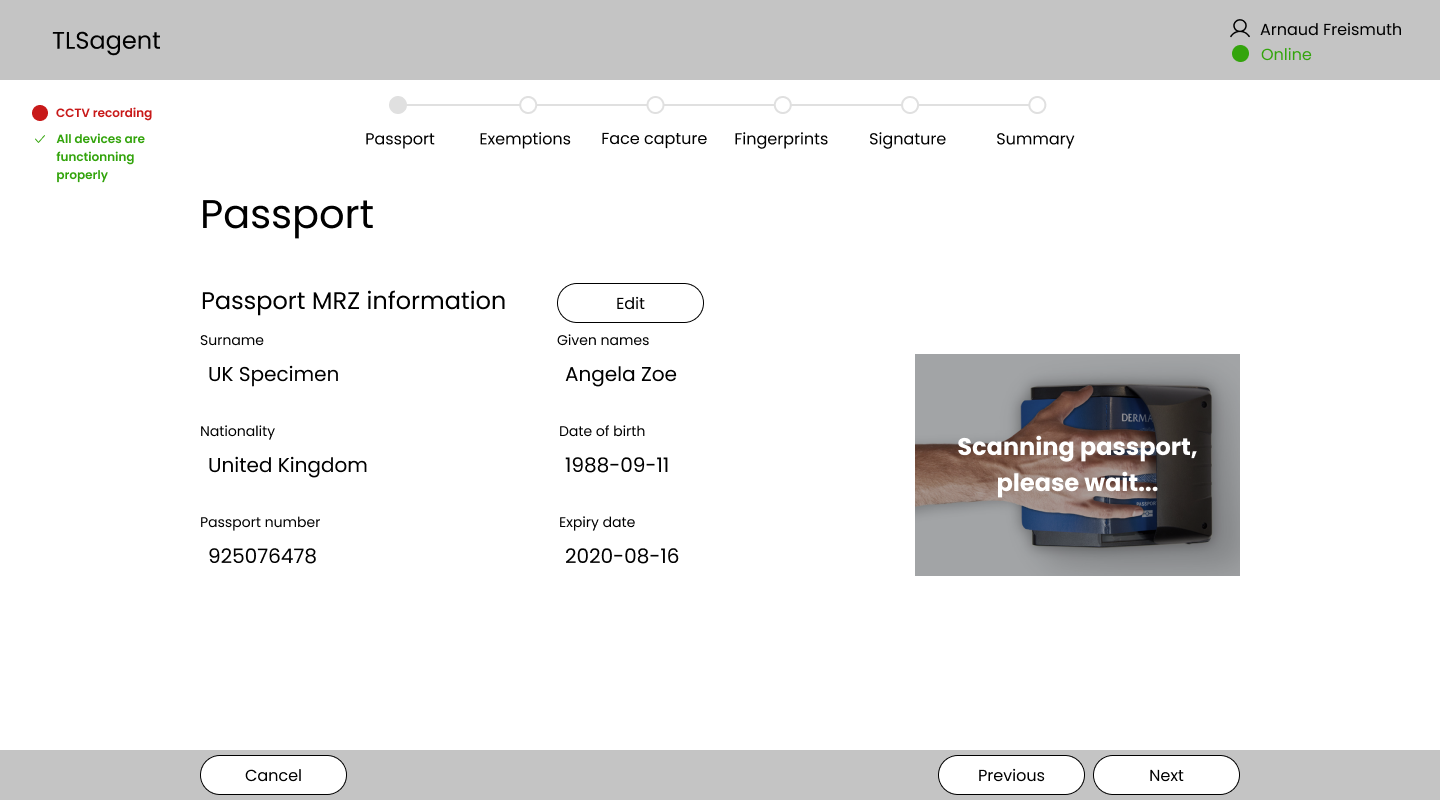 TLSagent
Arnaud Freismuth
Online
CCTV recording
All devices are
functionning
properly
Passport
Exemptions
Face capture
Fingerprints
Signature
Summary
Passport
Passport MRZ information
Edit
Surname
Given names
UK Specimen
Angela Zoe
Nationality
Date of birth
United Kingdom
1988-09-11
Passport number
Expiry date
925076478
2020-08-16
DERMA
Scanning passport,
please wait...
Cancel
Previous
Next